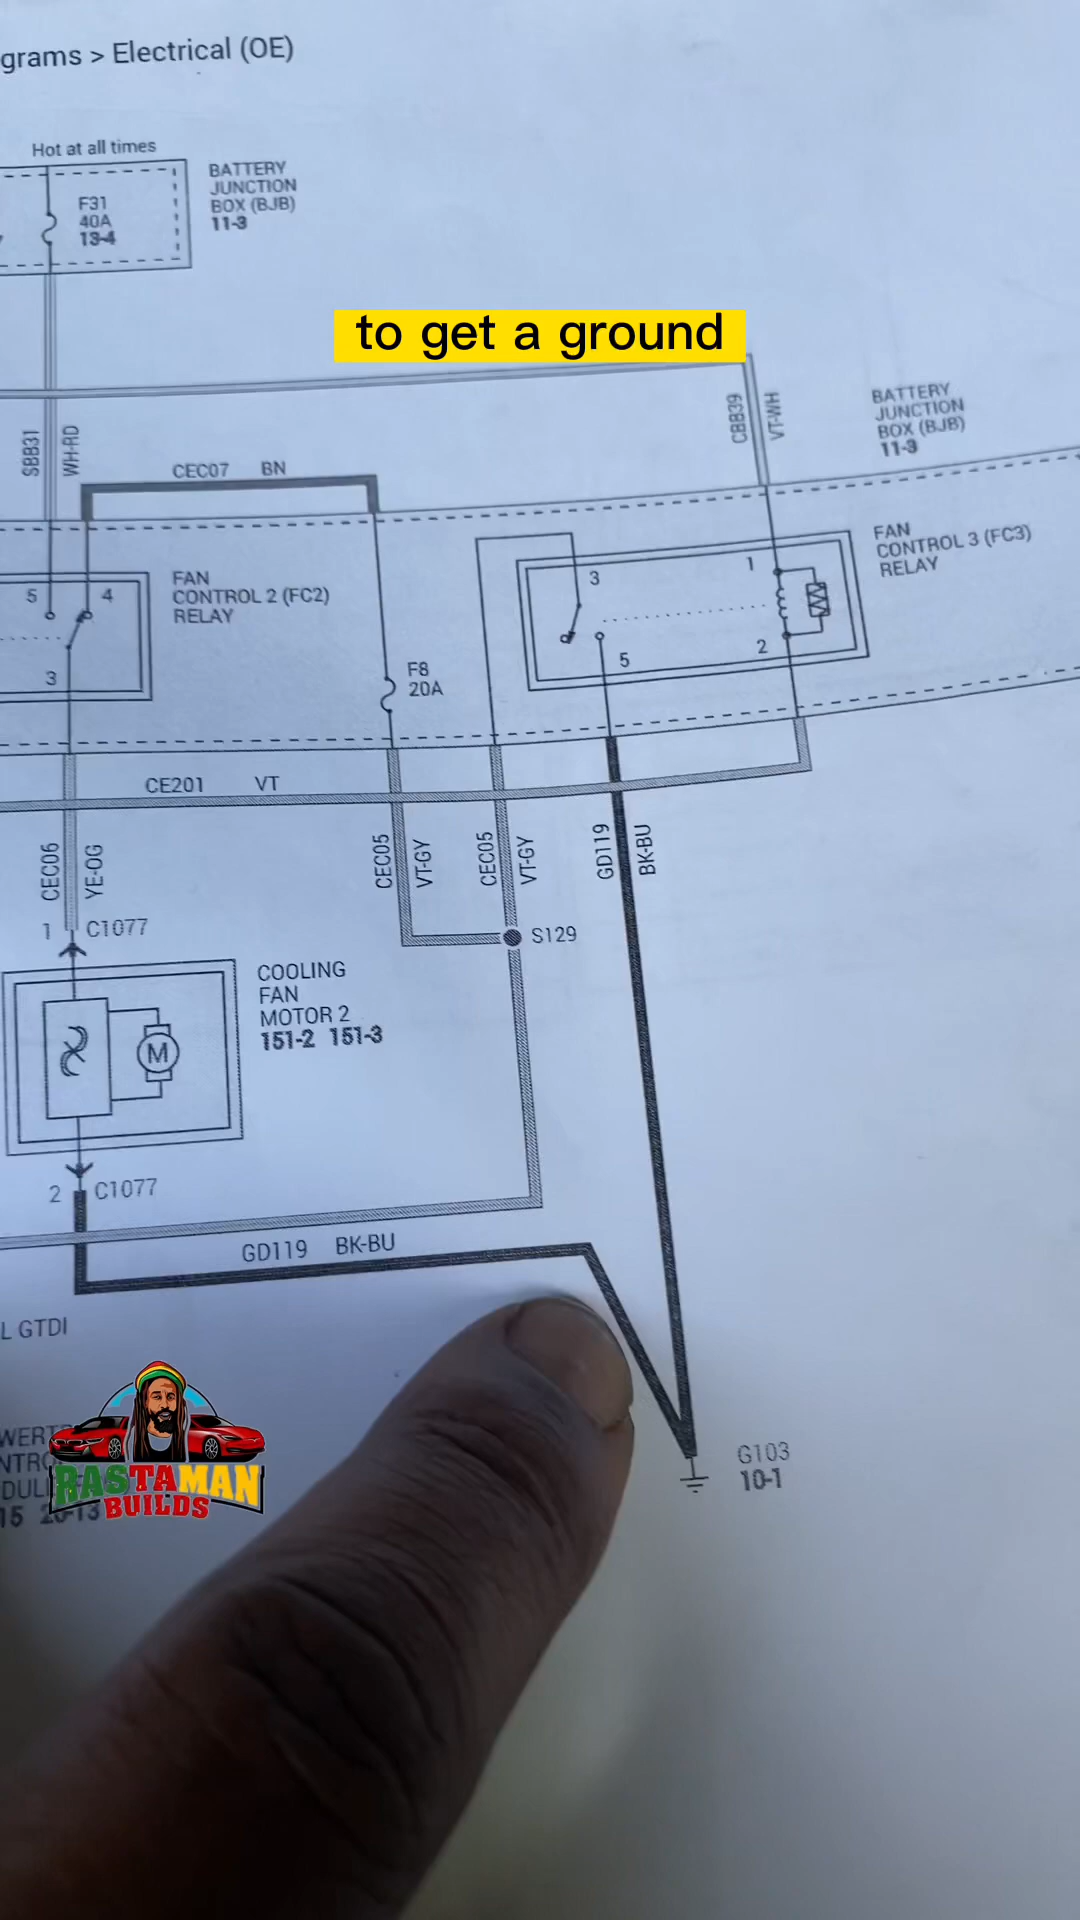 grams > Electrical (OE)
Hot at all times
BATTERY
JUNCTION
BOX (BJB)
11-3
F31
40A
13-4
to get a ground
SBB31
WH-RD
CEC07 BN
CBB39
VT-WH
BATTERY
JUNCTION
BOX (BJB)
11-3
FAN
CONTROL 2 (FC2)
RELAY
5
4
3
F8
20A
3
1
5
2
FAN
CONTROL 3 (FC3)
RELAY
CE201 VT
CEC06
YE-OG
CEC05
VT-GY
CEC05
VT-GY
GD119
BK-BU
1 C1077
S129
COOLING
FAN
MOTOR 2
151-2 151-3
M
2 C1077
GD119 BK-BU
L GTDI
G103
10-1
RASTAMAN
BUILDS
15